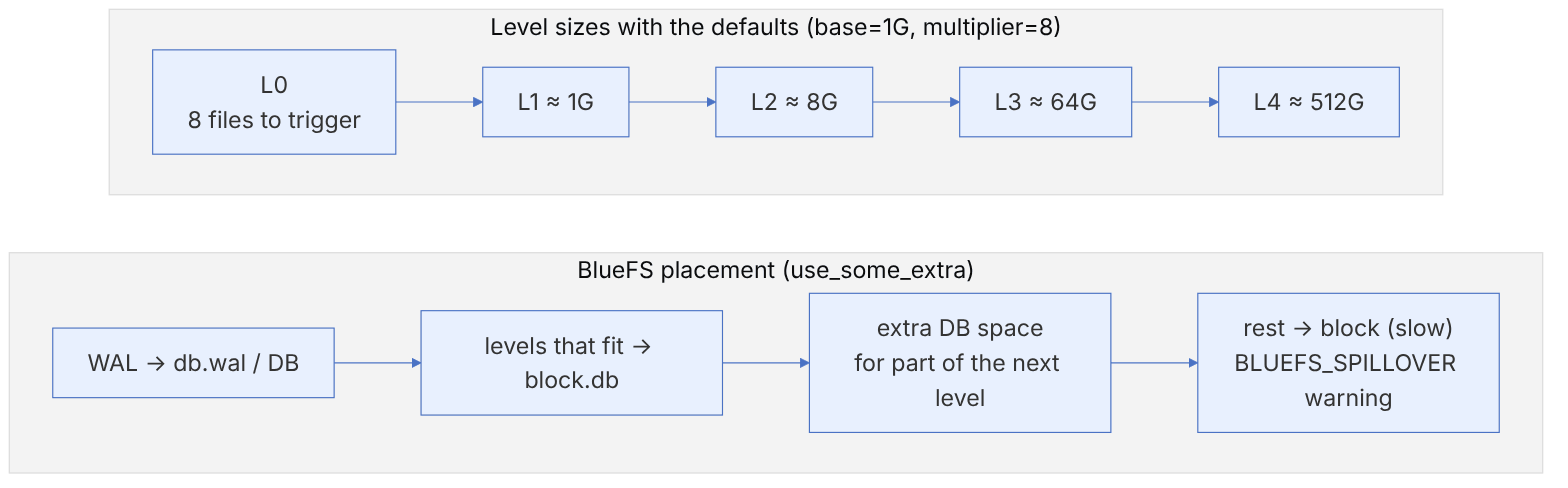 Level sizes with the defaults (base=1G, multiplier=8)
L0
8 files to trigger
L1 ≈ 1G
L2 ≈ 8G
L3 ≈ 64G
L4 ≈ 512G
BlueFS placement (use_some_extra)
WAL → db.wal / DB
levels that fit →
block.db
extra DB space
for part of the next
level
rest → block (slow)
BLUEFS_SPILLOVER
warning